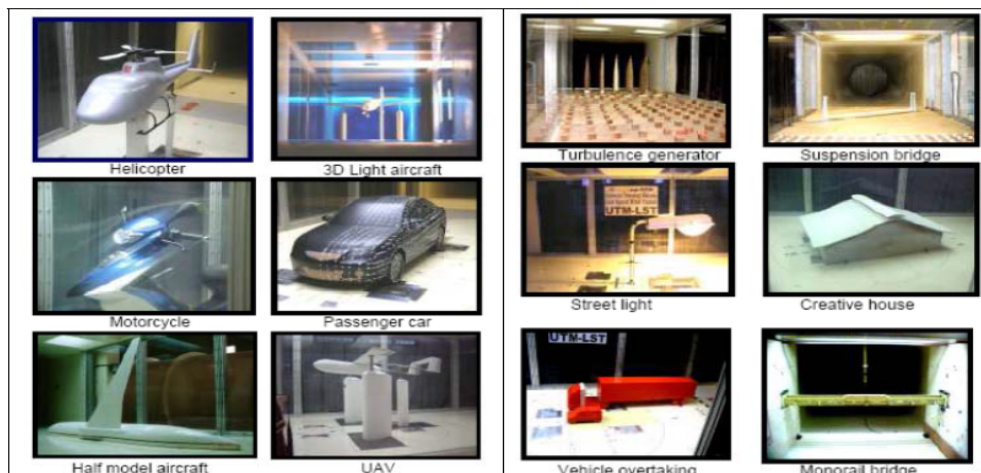 Helicopter
3D Light aircraft
Motorcycle
Passenger car
Half model aircraft
UAV
Turbulence generator
Suspension bridge
UTM-LST
Street light
Creative house
UTM-LST
Vehicle overtaking
Monorail bridge